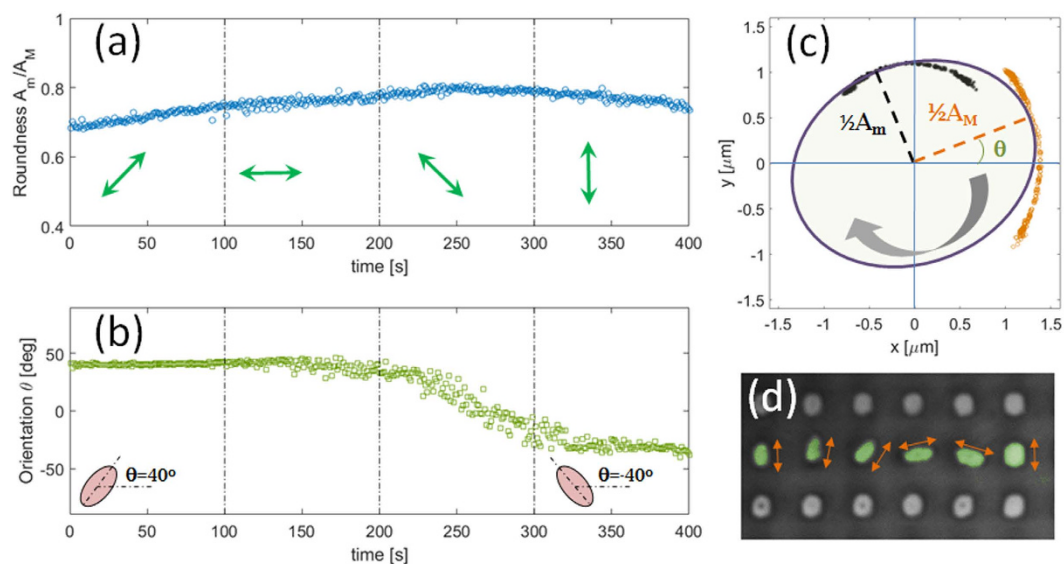 (a)
Roundness A_m/A_M
1.0
0.8
0.6
0.4
0 50 100 150 200 250 300 350 400
time [s]
(b)
Orientation θ [deg]
50
0
-50
θ=40º
θ=-40º
0 50 100 150 200 250 300 350 400
time [s]
(c)
y [μm]
1.5
1
0.5
0
-0.5
-1
-1.5
½A_m
½A_M
θ
-1.5 -1 -0.5 0 0.5 1 1.5
x [μm]
(d)